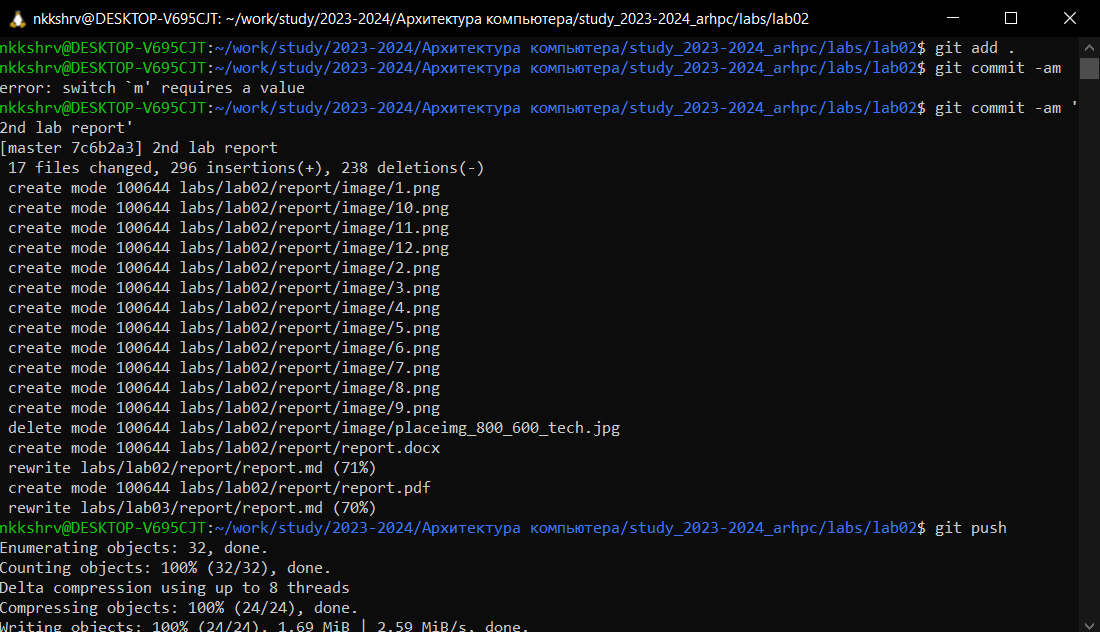 nkkshrv@DESKTOP-V695CJT: ~/work/study/2023-2024/Архитектура компьютера/study_2023-2024_arhpc/labs/lab02
nkkshrv@DESKTOP-V695CJT:~/work/study/2023-2024/Архитектура компьютера/study_2023-2024_arhpc/labs/lab02$ git add .
nkkshrv@DESKTOP-V695CJT:~/work/study/2023-2024/Архитектура компьютера/study_2023-2024_arhpc/labs/lab02$ git commit -am
error: switch `m' requires a value
nkkshrv@DESKTOP-V695CJT:~/work/study/2023-2024/Архитектура компьютера/study_2023-2024_arhpc/labs/lab02$ git commit -am '
2nd lab report'
[master 7c6b2a3] 2nd lab report
 17 files changed, 296 insertions(+), 238 deletions(-)
 create mode 100644 labs/lab02/report/image/1.png
 create mode 100644 labs/lab02/report/image/10.png
 create mode 100644 labs/lab02/report/image/11.png
 create mode 100644 labs/lab02/report/image/12.png
 create mode 100644 labs/lab02/report/image/2.png
 create mode 100644 labs/lab02/report/image/3.png
 create mode 100644 labs/lab02/report/image/4.png
 create mode 100644 labs/lab02/report/image/5.png
 create mode 100644 labs/lab02/report/image/6.png
 create mode 100644 labs/lab02/report/image/7.png
 create mode 100644 labs/lab02/report/image/8.png
 create mode 100644 labs/lab02/report/image/9.png
 delete mode 100644 labs/lab02/report/image/placeimg_800_600_tech.jpg
 create mode 100644 labs/lab02/report/report.docx
 rewrite labs/lab02/report/report.md (71%)
 create mode 100644 labs/lab02/report/report.pdf
 rewrite labs/lab03/report/report.md (70%)
nkkshrv@DESKTOP-V695CJT:~/work/study/2023-2024/Архитектура компьютера/study_2023-2024_arhpc/labs/lab02$ git push
Enumerating objects: 32, done.
Counting objects: 100% (32/32), done.
Delta compression using up to 8 threads
Compressing objects: 100% (24/24), done.
Writing objects: 100% (24/24), 1.69 MiB | 2.59 MiB/s, done.